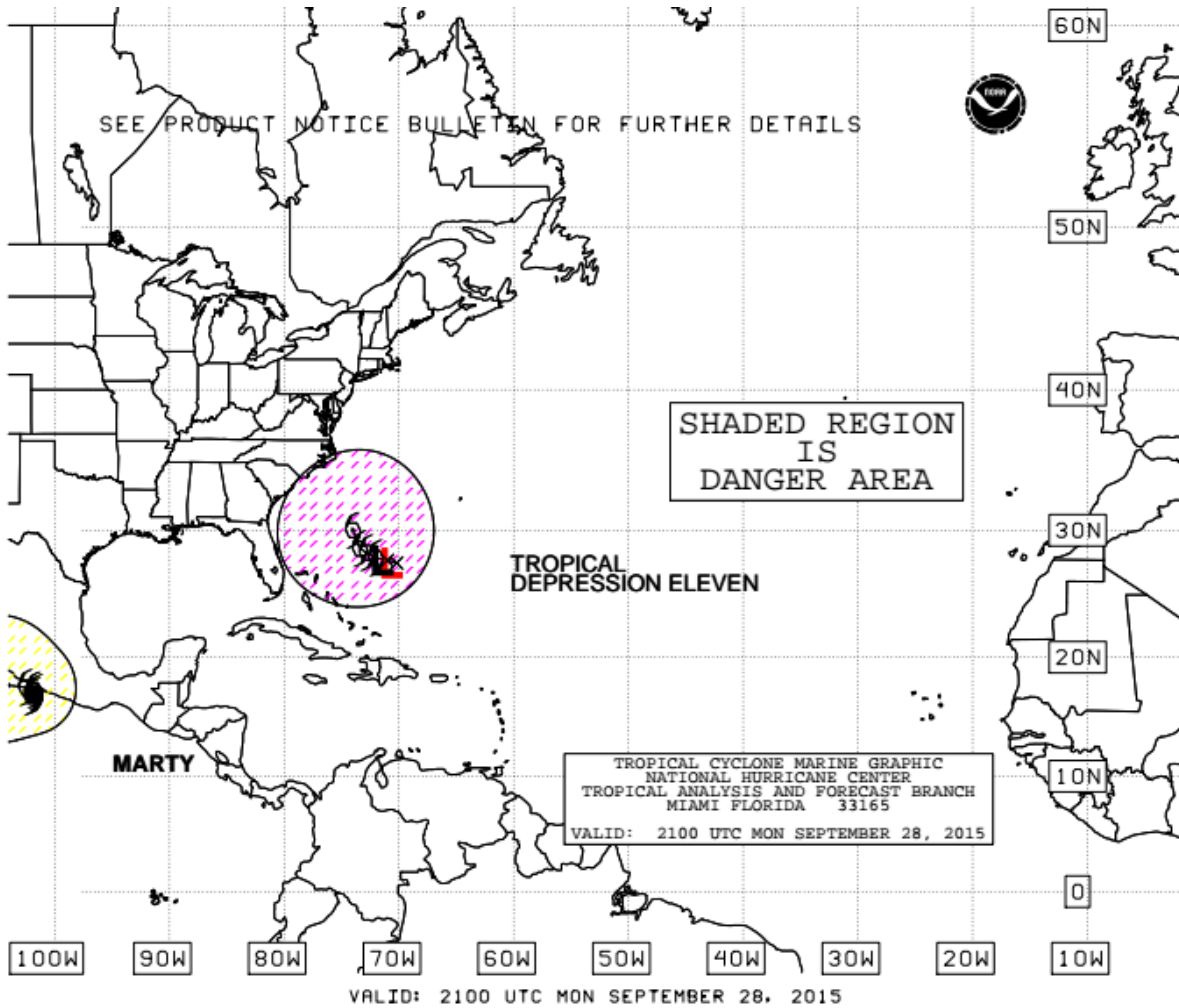 60N
NOAA
SEE PRODUCT NOTICE BULLETIN FOR FURTHER DETAILS
50N
40N
SHADED REGION
IS
DANGER AREA
30N
TROPICAL
DEPRESSION ELEVEN
20N
MARTY
TROPICAL CYCLONE MARINE GRAPHIC
NATIONAL HURRICANE CENTER
TROPICAL ANALYSIS AND FORECAST BRANCH
MIAMI FLORIDA 33165
VALID: 2100 UTC MON SEPTEMBER 28, 2015
10N
0
100W 90W 80W 70W 60W 50W 40W 30W 20W 10W
VALID: 2100 UTC MON SEPTEMBER 28, 2015